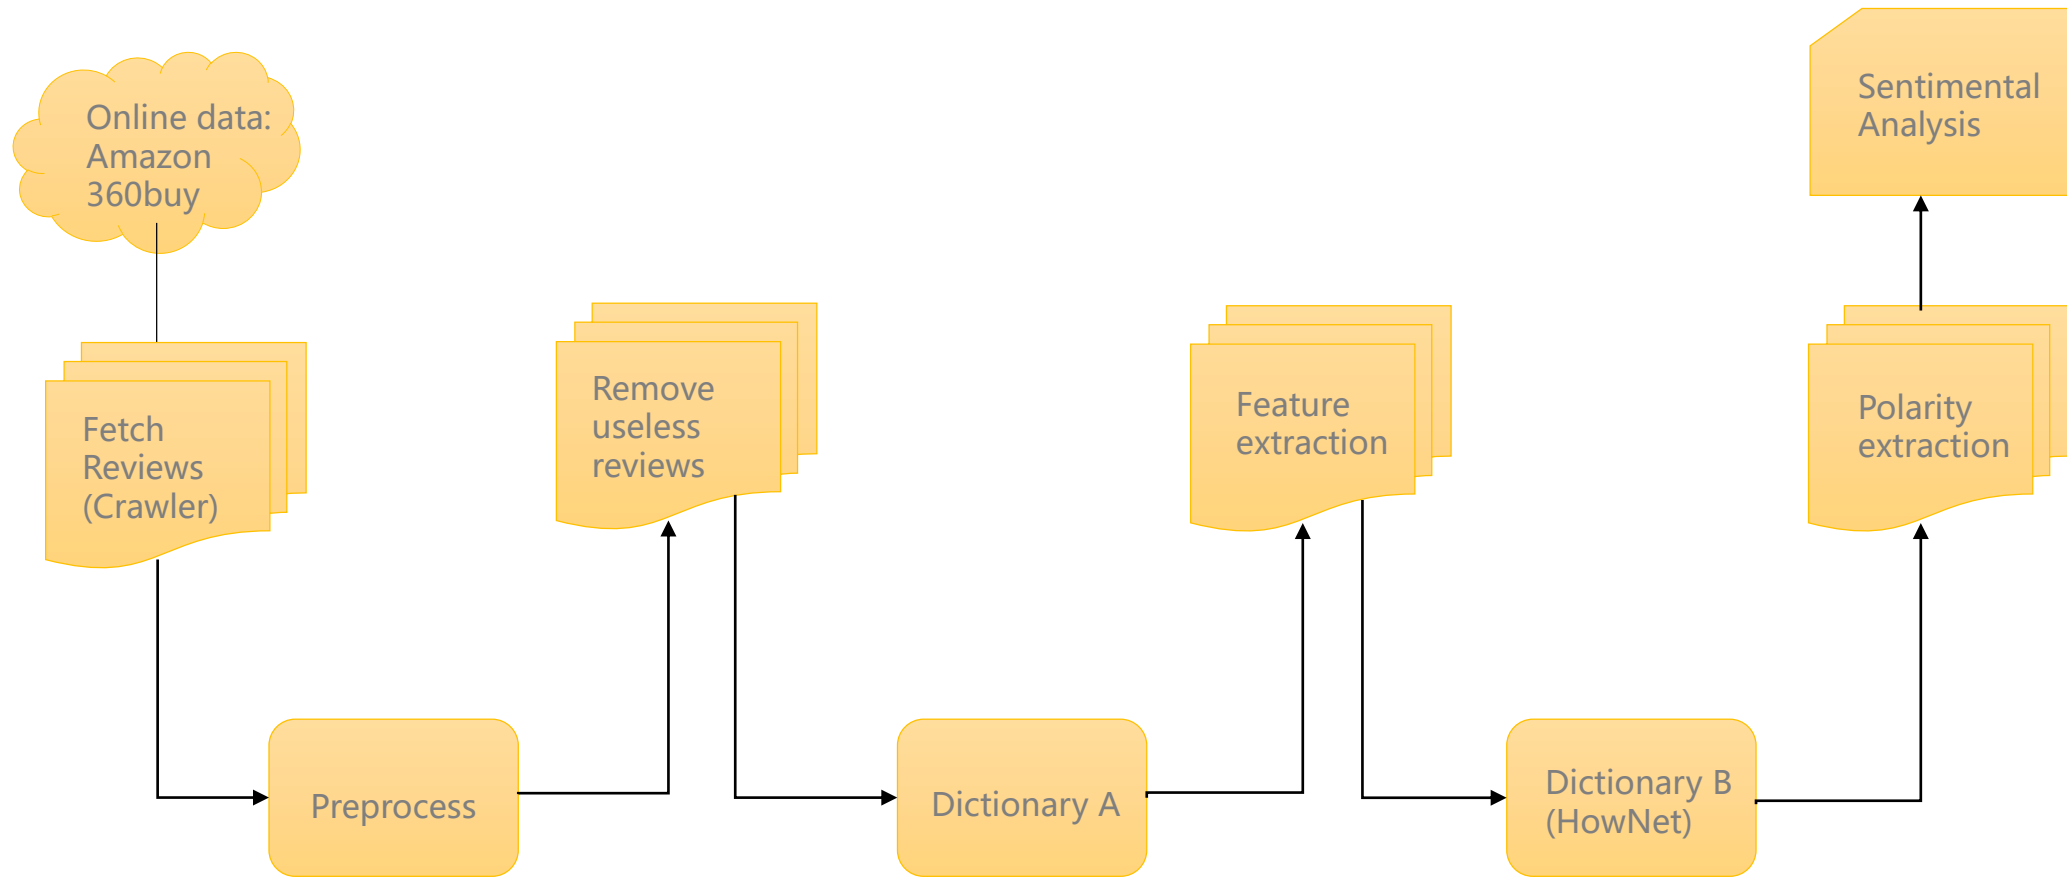 Online data:
Amazon
360buy
Fetch
Reviews
(Crawler)
Preprocess
Remove
useless
reviews
Dictionary A
Feature
extraction
Dictionary B
(HowNet)
Polarity
extraction
Sentimental
Analysis